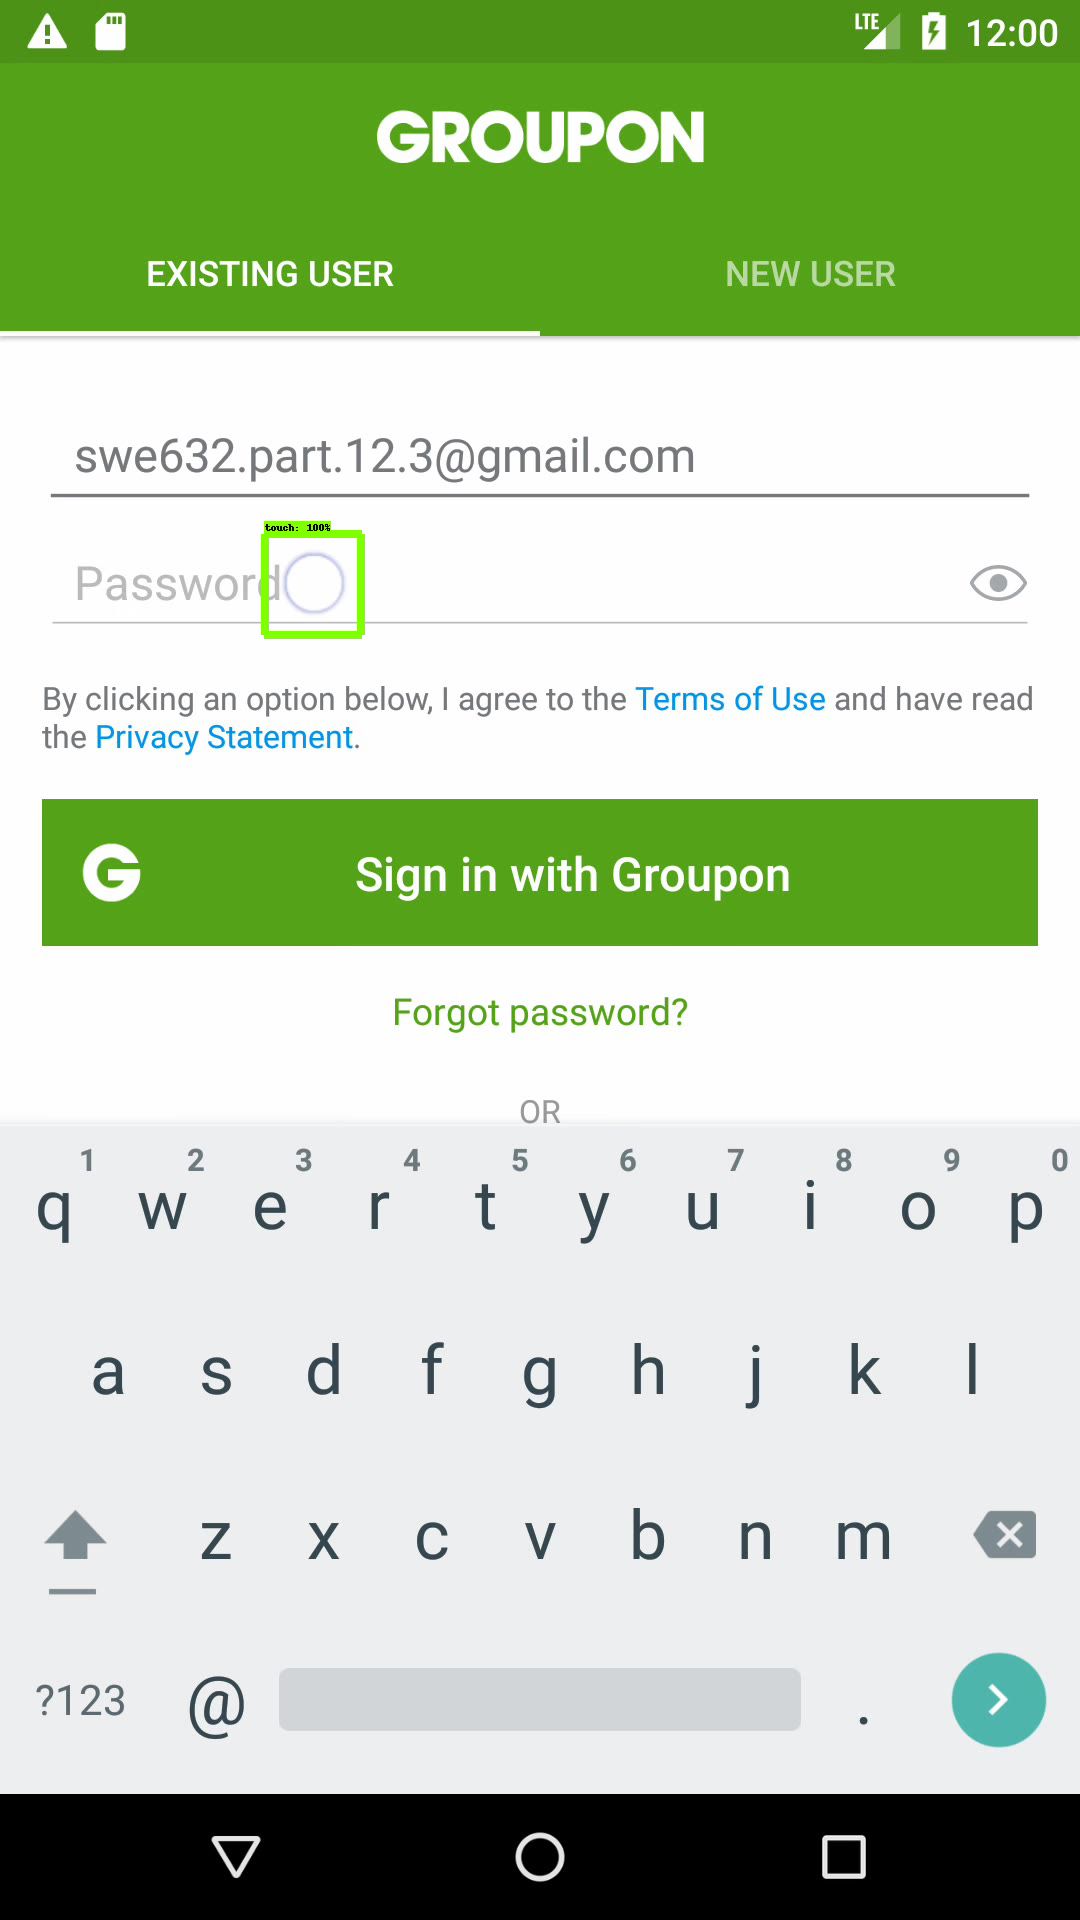 LTE 12:00
GROUPON
EXISTING USER NEW USER
swe632.part.12.3@gmail.com
touch: 100%
Password
By clicking an option below, I agree to the Terms of Use and have read
the Privacy Statement.
G Sign in with Groupon
Forgot password?
OR
1 2 3 4 5 6 7 8 9 0
q w e r t y u i o p
a s d f g h j k l
z x c v b n m
?123 @ .